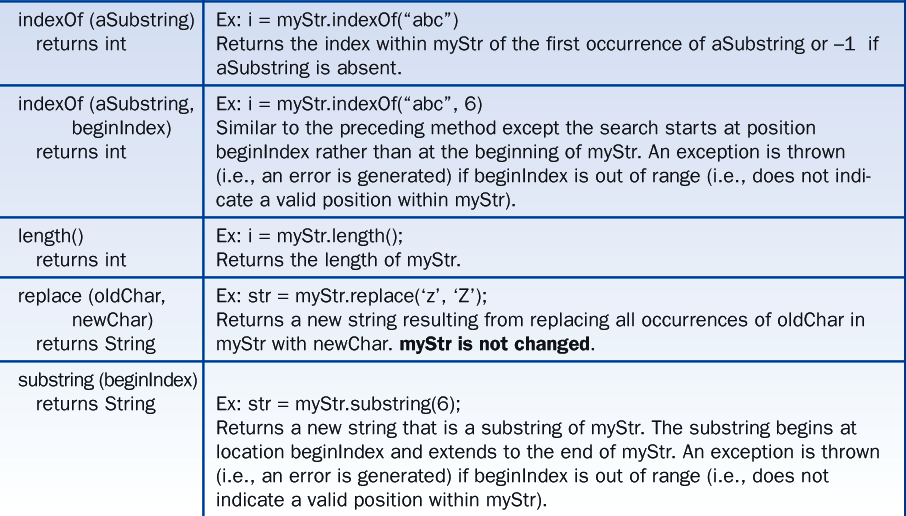 indexOf (aSubstring)
returns int
Ex: i = myStr.indexOf(“abc”)
Returns the index within myStr of the first occurrence of aSubstring or –1 if
aSubstring is absent.
indexOf (aSubstring,
beginIndex)
returns int
Ex: i = myStr.indexOf(“abc”, 6)
Similar to the preceding method except the search starts at position
beginIndex rather than at the beginning of myStr. An exception is thrown
(i.e., an error is generated) if beginIndex is out of range (i.e., does not indi-
cate a valid position within myStr).
length()
returns int
Ex: i = myStr.length();
Returns the length of myStr.
replace (oldChar,
newChar)
returns String
Ex: str = myStr.replace(‘z’, ‘Z’);
Returns a new string resulting from replacing all occurrences of oldChar in
myStr with newChar. myStr is not changed.
substring (beginIndex)
returns String
Ex: str = myStr.substring(6);
Returns a new string that is a substring of myStr. The substring begins at
location beginIndex and extends to the end of myStr. An exception is thrown
(i.e., an error is generated) if beginIndex is out of range (i.e., does not
indicate a valid position within myStr).